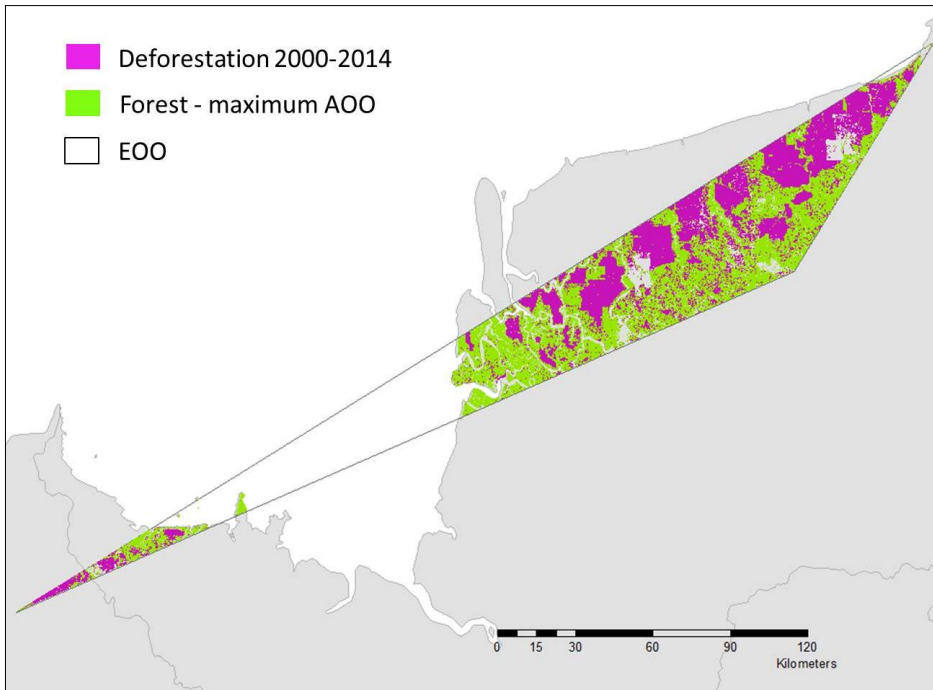 Deforestation 2000-2014
Forest - maximum AOO
EOO
0 15 30 60 90 120
Kilometers